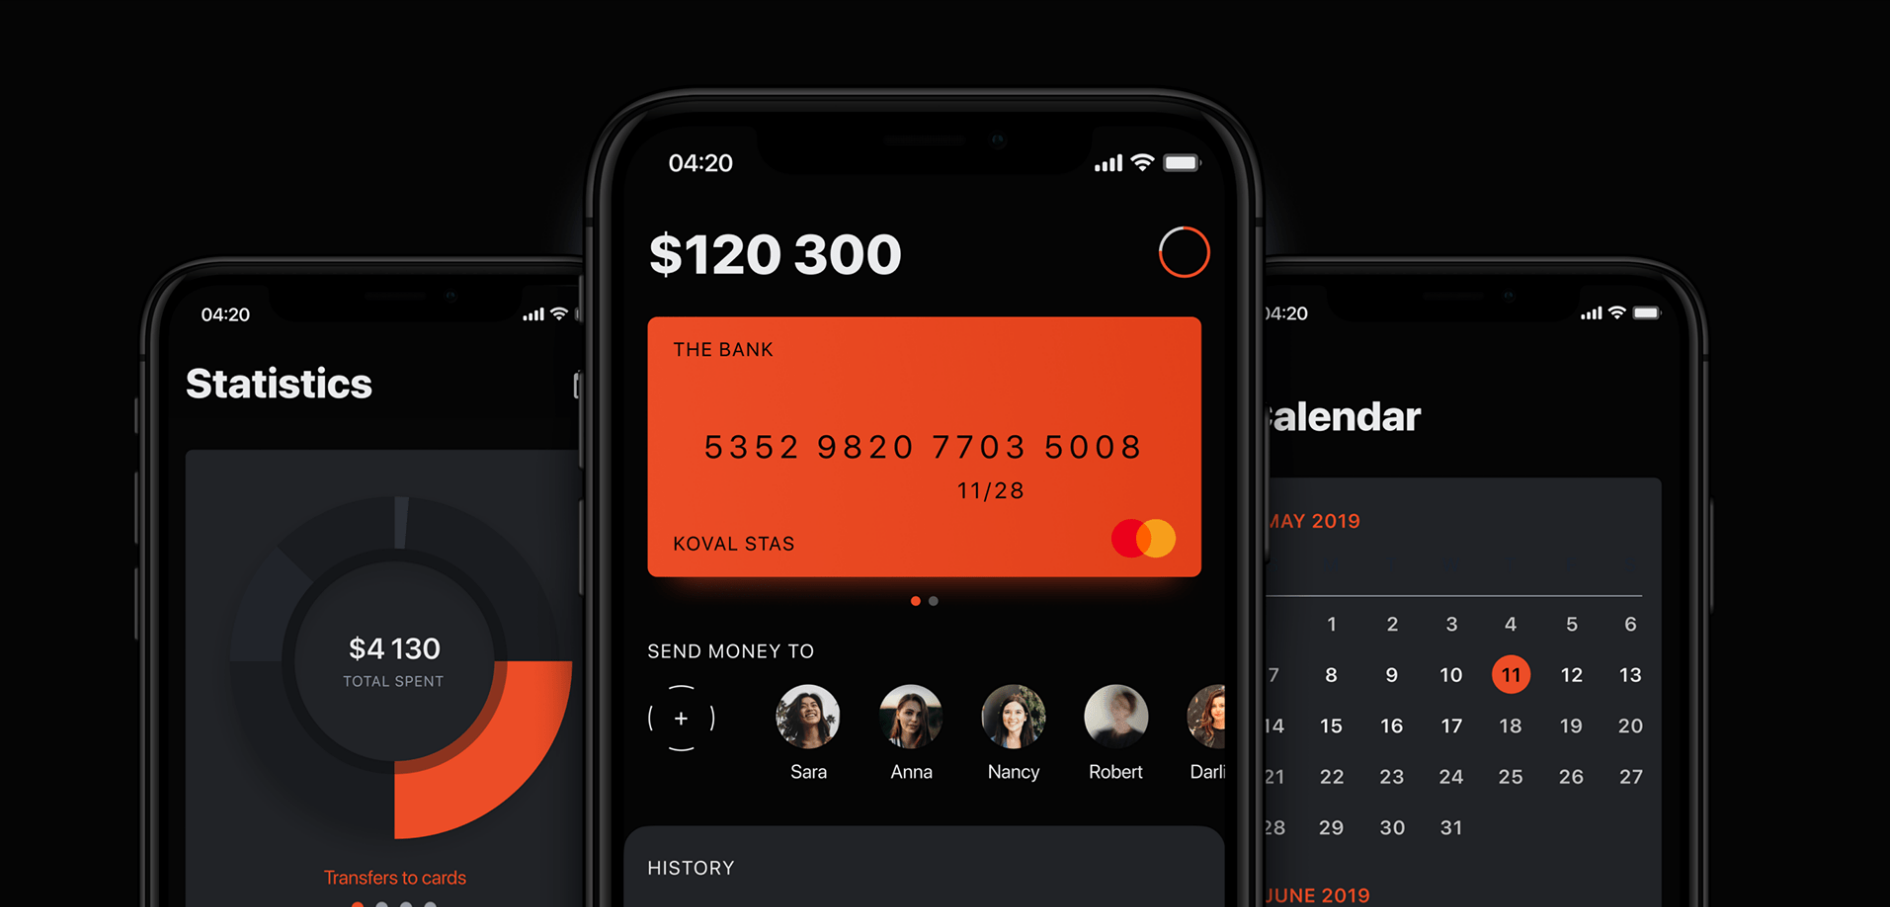 04:20
Statistics
$4 130
TOTAL SPENT
Transfers to cards
04:20
$120 300
THE BANK
5352 9820 7703 5008
11/28
KOVAL STAS
SEND MONEY TO
+
Sara Anna Nancy Robert Darli
HISTORY
04:20
alendar
MAY 2019
1 2 3 4 5 6
7 8 9 10 11 12 13
14 15 16 17 18 19 20
21 22 23 24 25 26 27
28 29 30 31
JUNE 2019